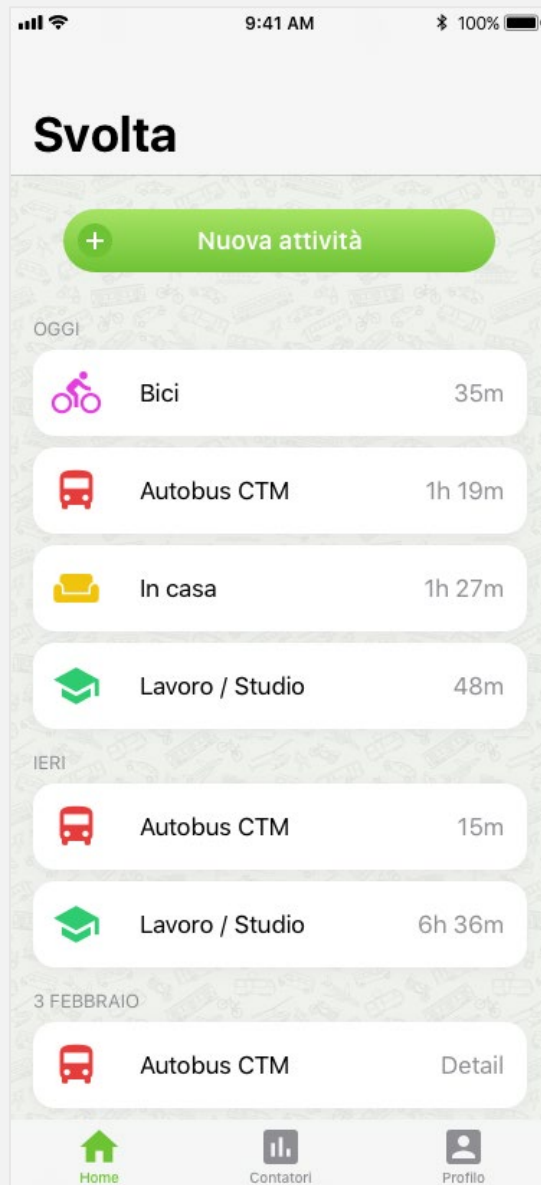 9:41 AM
100%
Svolta
+ Nuova attività
OGGI
Bici 35m
Autobus CTM 1h 19m
In casa 1h 27m
Lavoro / Studio 48m
IERI
Autobus CTM 15m
Lavoro / Studio 6h 36m
3 FEBBRAIO
Autobus CTM Detail
Home Contatori Profilo